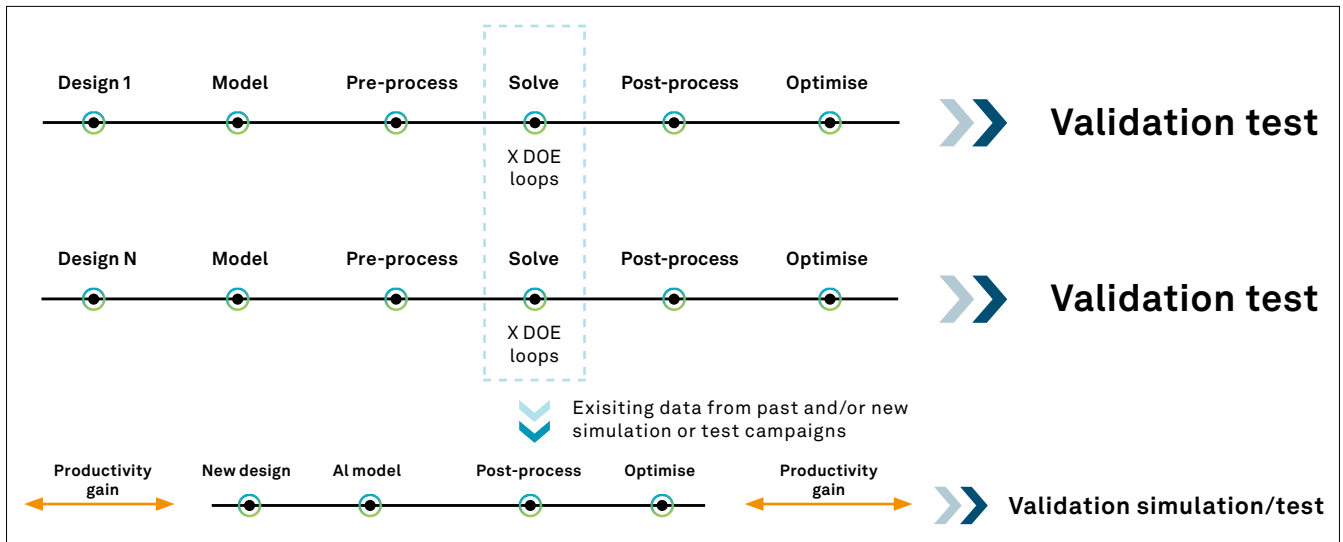 Design 1 Model Pre-process Solve Post-process Optimise
Validation test
X DOE
loops
Design N Model Pre-process Solve Post-process Optimise
Validation test
X DOE
loops
Exisiting data from past and/or new
simulation or test campaigns
Productivity
gain
New design AI model Post-process Optimise
Productivity
gain
Validation simulation/test